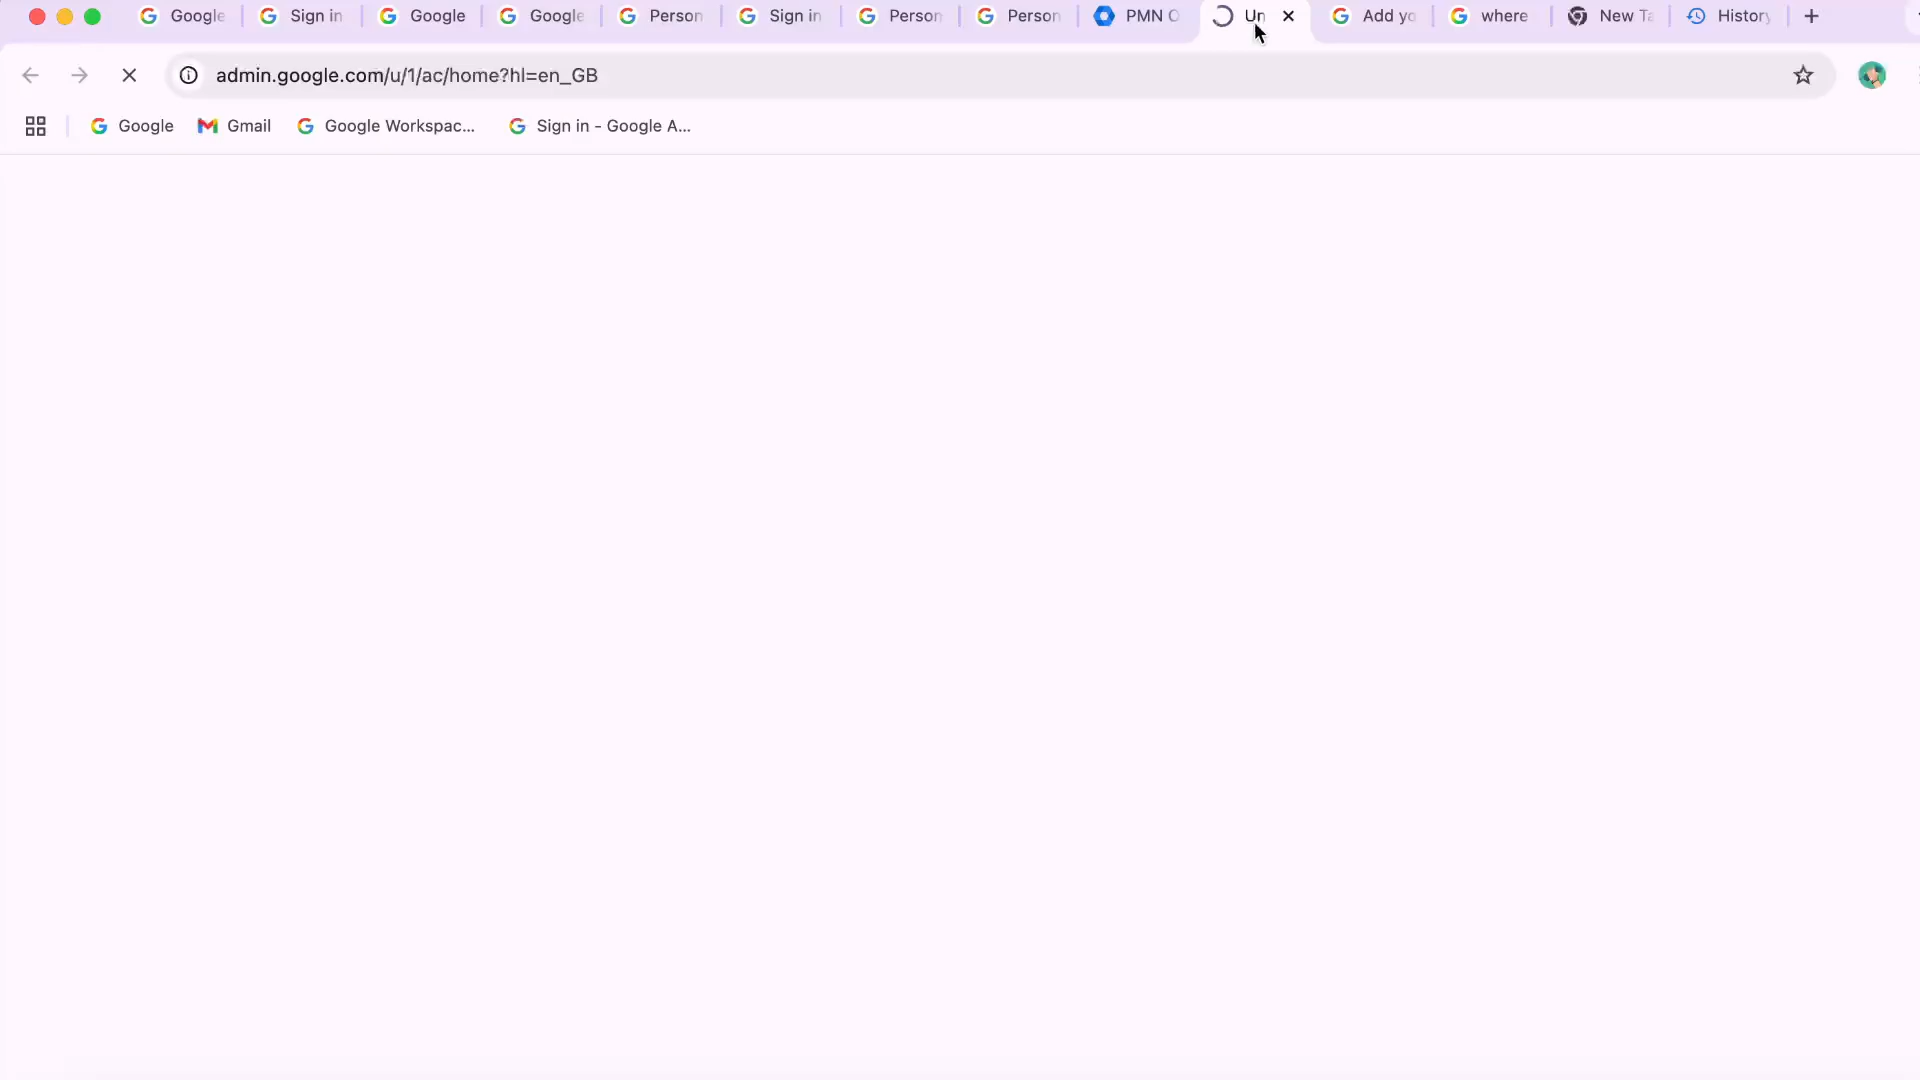 Google Sign in Google Google Person Sign in Person Person PMN O Un Add yo where New Ta History
admin.google.com/u/1/ac/home?hl=en_GB
Google Gmail Google Workspac... Sign in - Google A...